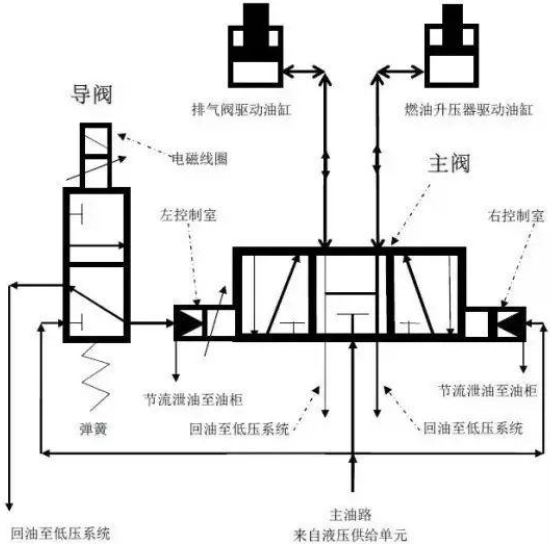 排气阀驱动油缸
燃油升压器驱动油缸
导阀
电磁线圈
主阀
左控制室
右控制室
节流泄油至油柜
节流泄油至油柜
弹簧
回油至低压系统
回油至低压系统
主油路
回油至低压系统
来自液压供给单元